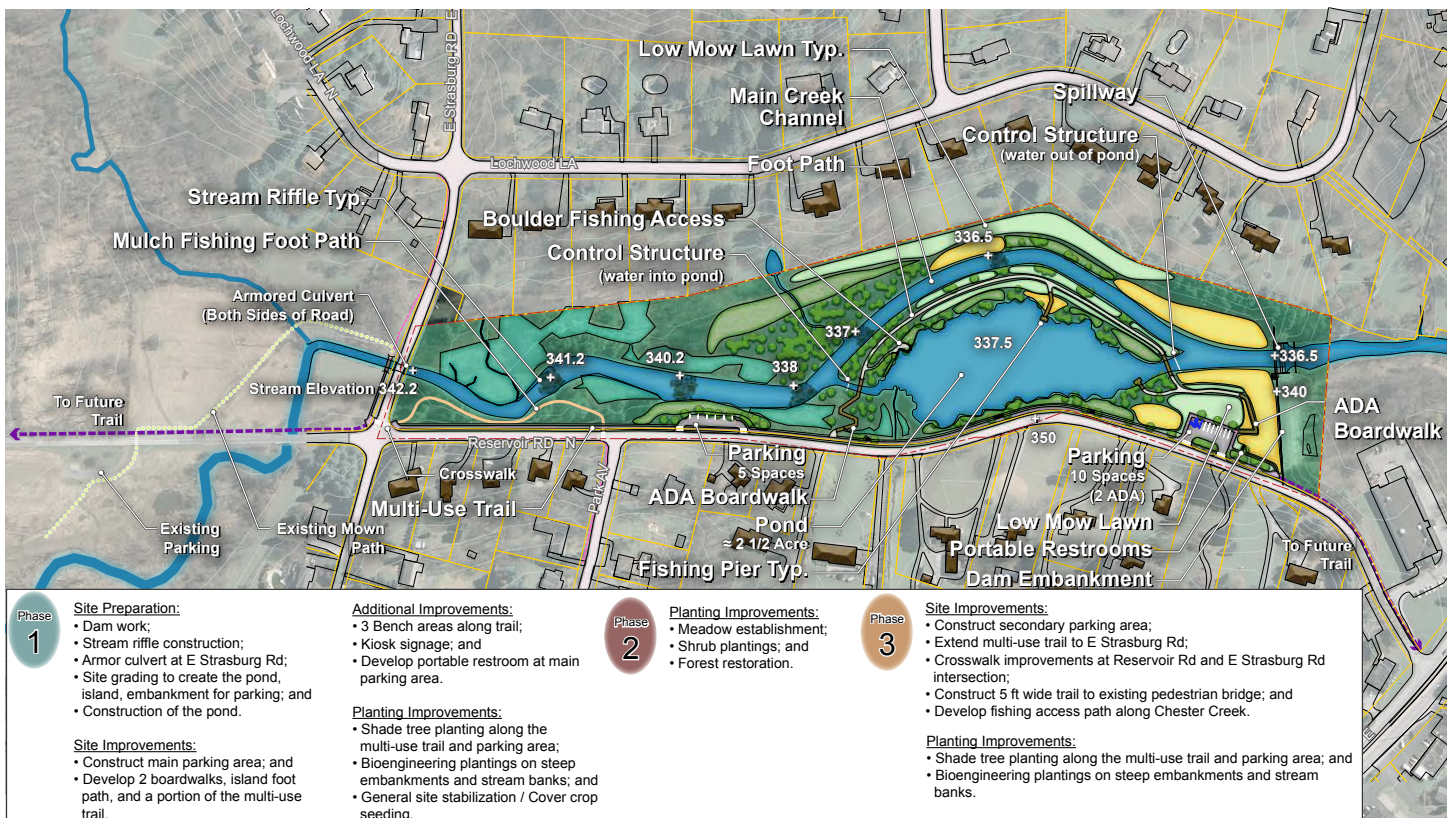 Lochwood LA N
E Strasburg RD E
Low Mow Lawn Typ.
Main Creek
Channel
Spillway
Control Structure
(water out of pond)
Lochwood LA
Foot Path
Stream Riffle Typ.
Boulder Fishing Access
Mulch Fishing Foot Path
Control Structure
(water into pond)
336.5
Armored Culvert
(Both Sides of Road)
337
337.5
341.2
340.2
338
336.5
Stream Elevation 342.2
340
To Future
Trail
ADA
Boardwalk
350
Reservoir RD N
Crosswalk
Parking
5 Spaces
Parking
10 Spaces
(2 ADA)
Multi-Use Trail
Park AV
ADA Boardwalk
Existing
Parking
Existing Mown
Path
Pond
≈ 2 1/2 Acre
Low Mow Lawn
Portable Restrooms
To Future
Trail
Fishing Pier Typ.
Dam Embankment
Phase
1
Site Preparation:
• Dam work;
• Stream riffle construction;
• Armor culvert at E Strasburg Rd;
• Site grading to create the pond,
island, embankment for parking; and
• Construction of the pond.
Site Improvements:
• Construct main parking area; and
• Develop 2 boardwalks, island foot
path, and a portion of the multi-use
trail.
Additional Improvements:
• 3 Bench areas along trail;
• Kiosk signage; and
• Develop portable restroom at main
parking area.
Planting Improvements:
• Shade tree planting along the
multi-use trail and parking area;
• Bioengineering plantings on steep
embankments and stream banks; and
• General site stabilization / Cover crop
seeding.
Phase
2
Planting Improvements:
• Meadow establishment;
• Shrub plantings; and
• Forest restoration.
Phase
3
Site Improvements:
• Construct secondary parking area;
• Extend multi-use trail to E Strasburg Rd;
• Crosswalk improvements at Reservoir Rd and E Strasburg Rd
intersection;
• Construct 5 ft wide trail to existing pedestrian bridge; and
• Develop fishing access path along Chester Creek.
Planting Improvements:
• Shade tree planting along the multi-use trail and parking area; and
• Bioengineering plantings on steep embankments and stream
banks.